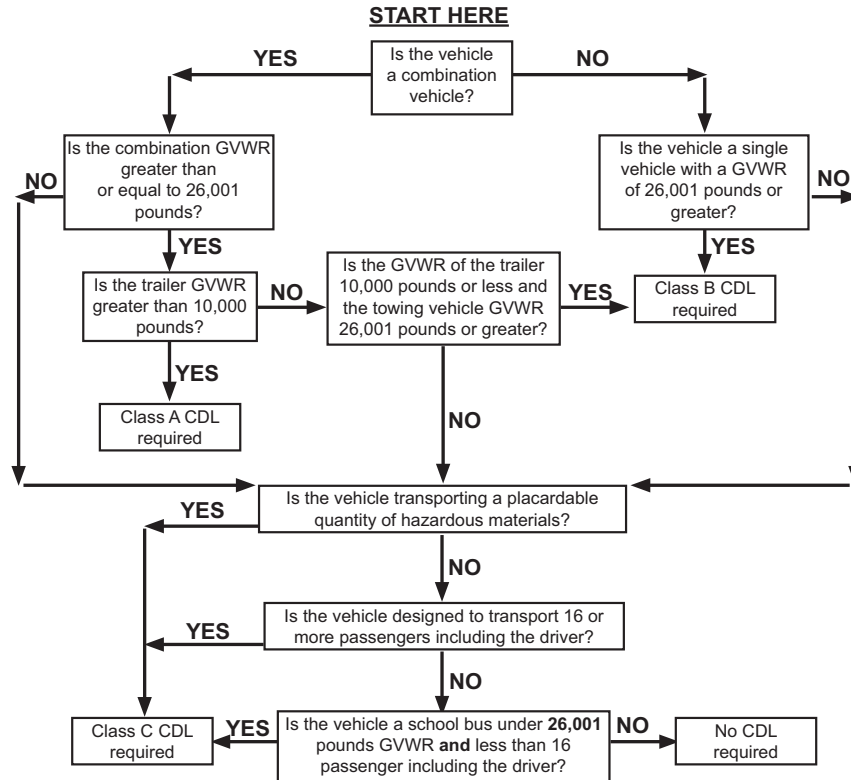 START HERE
Is the vehicle
a combination
vehicle?
YES
NO
Is the combination GVWR
greater than
or equal to 26,001
pounds?
Is the vehicle a single
vehicle with a GVWR
of 26,001 pounds or
greater?
NO
NO
YES
YES
Is the trailer GVWR
greater than 10,000
pounds?
NO
Is the GVWR of the trailer
10,000 pounds or less and
the towing vehicle GVWR
26,001 pounds or greater?
YES
Class B CDL
required
YES
Class A CDL
required
NO
Is the vehicle transporting a placardable
quantity of hazardous materials?
YES
NO
Is the vehicle designed to transport 16 or
more passengers including the driver?
YES
NO
Class C CDL
required
YES
Is the vehicle a school bus under 26,001
pounds GVWR and less than 16
passenger including the driver?
NO
No CDL
required